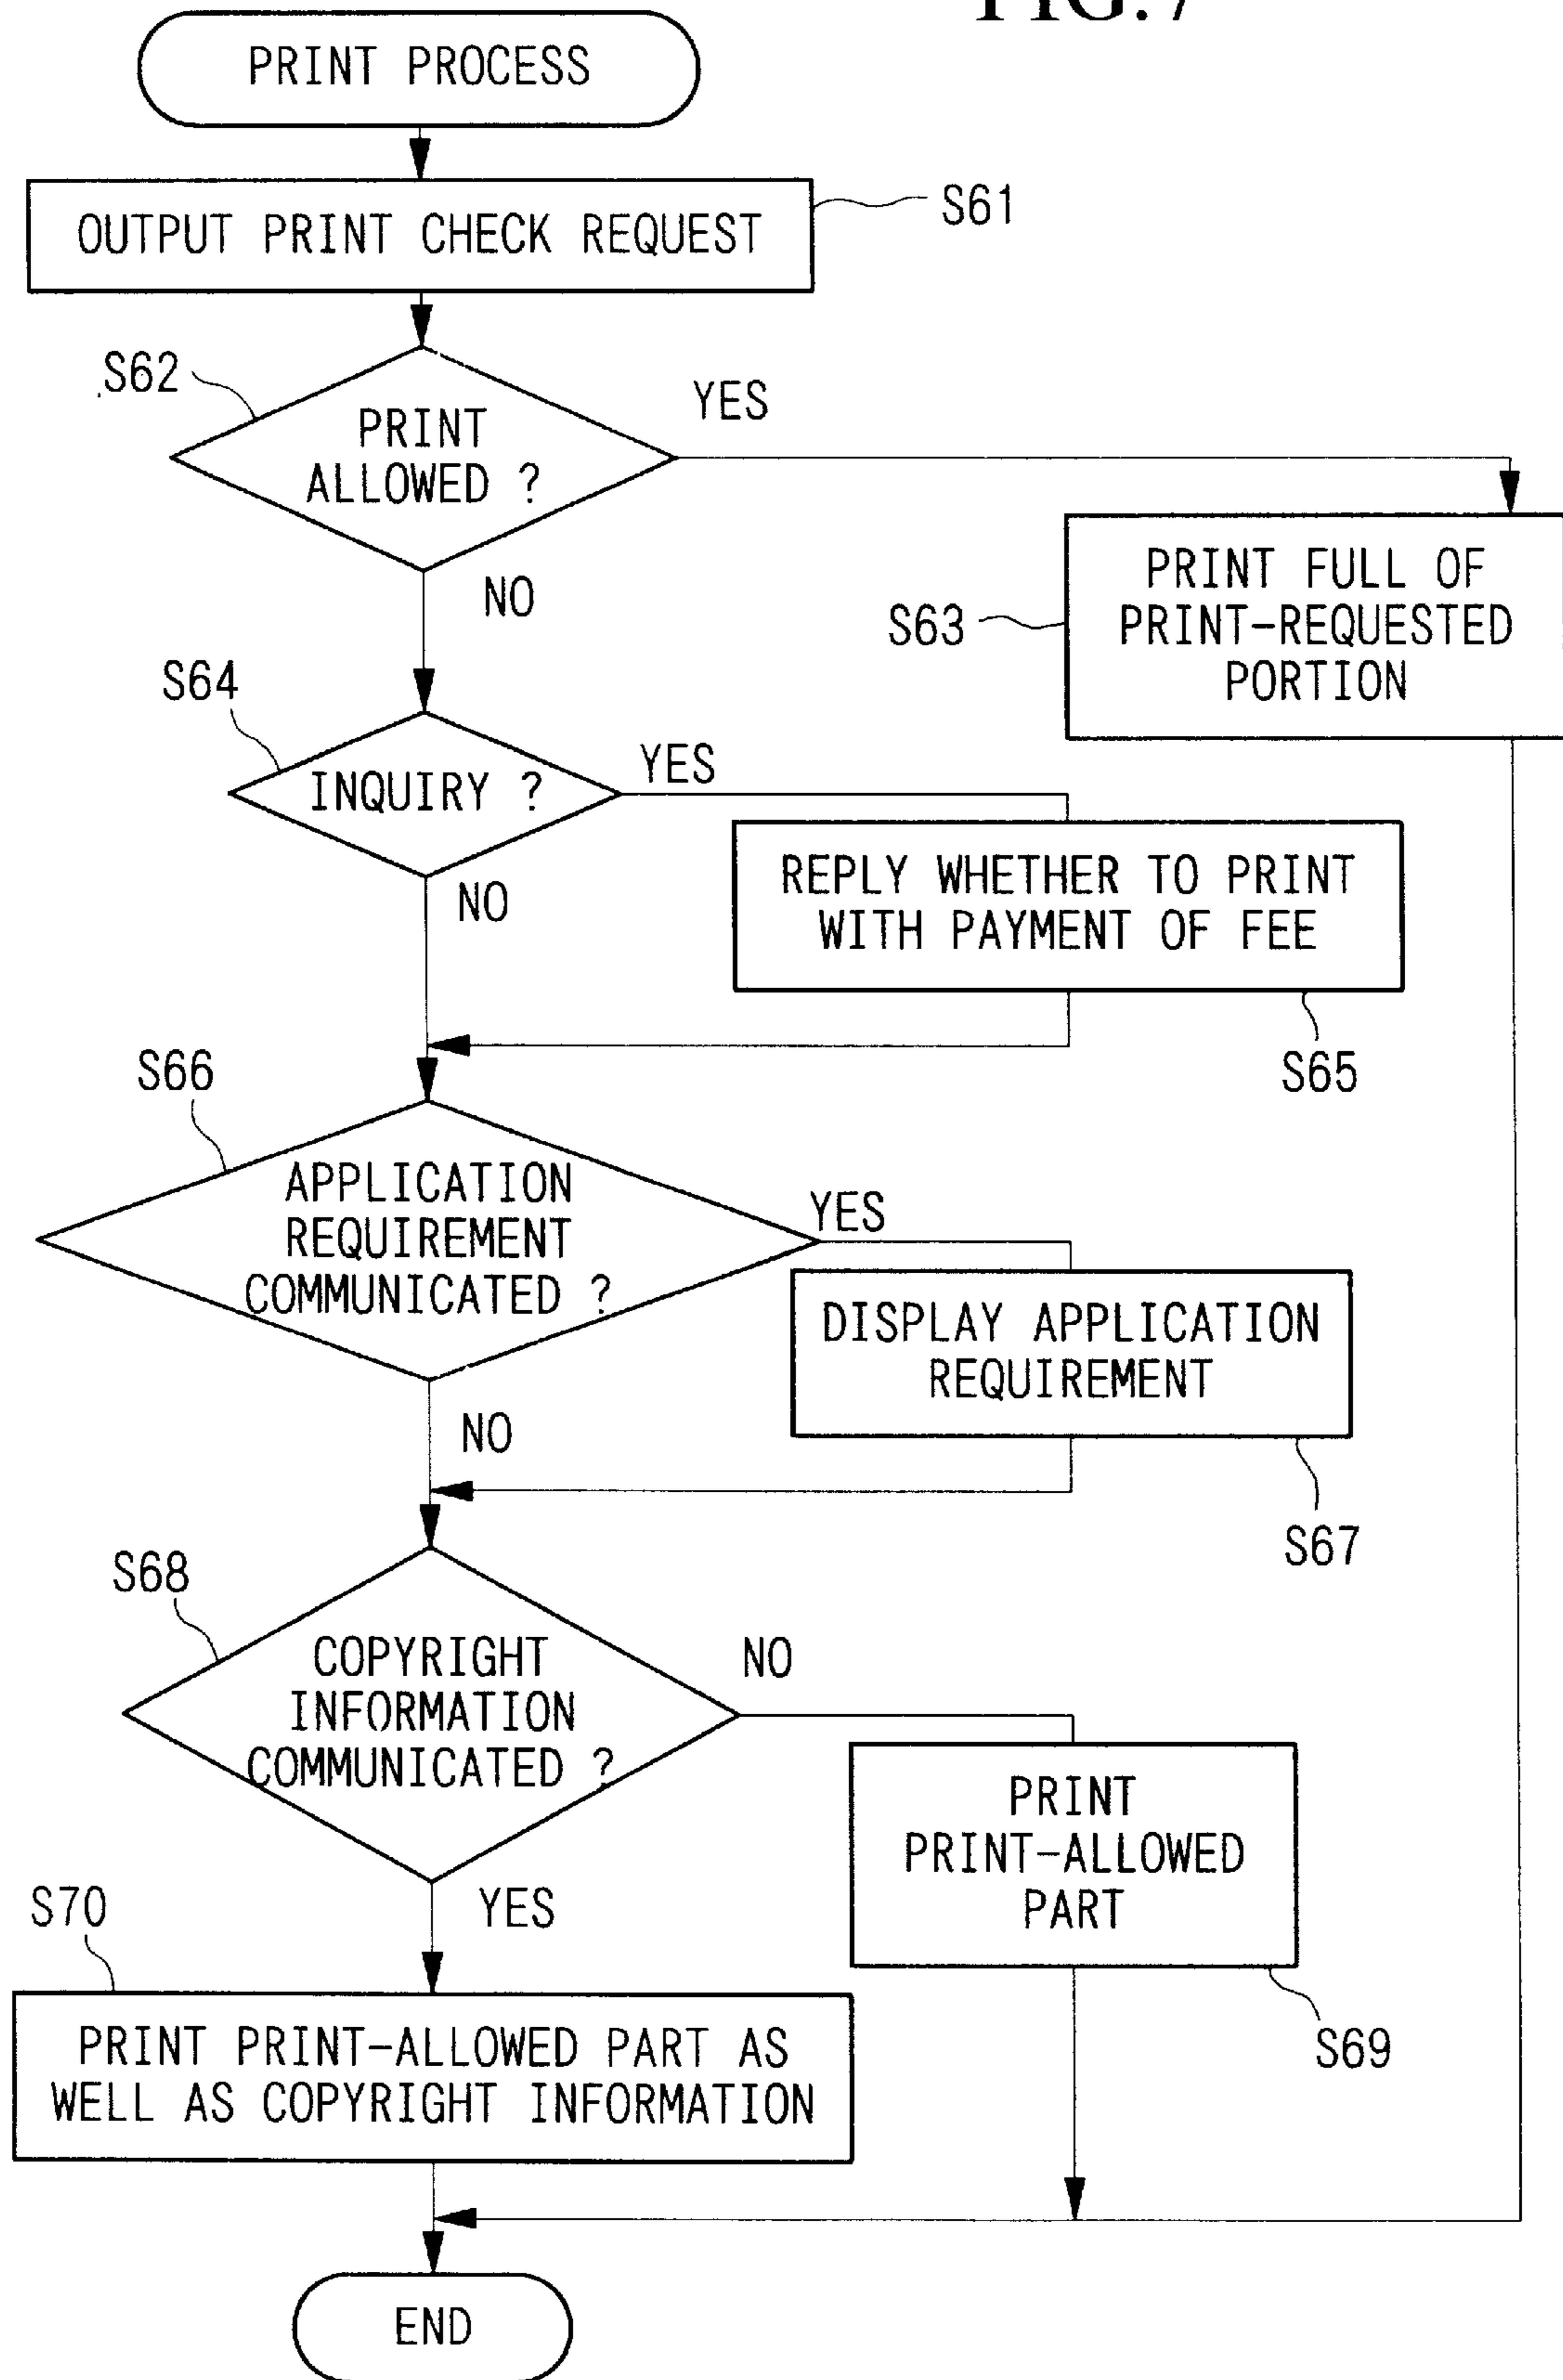 FIG. 7
PRINT PROCESS
OUTPUT PRINT CHECK REQUEST
S61
S62
PRINT
ALLOWED ?
YES
NO
PRINT FULL OF
PRINT-REQUESTED
PORTION
S63
S64
INQUIRY ?
YES
NO
REPLY WHETHER TO PRINT
WITH PAYMENT OF FEE
S65
S66
APPLICATION
REQUIREMENT
COMMUNICATED ?
YES
NO
DISPLAY APPLICATION
REQUIREMENT
S67
S68
COPYRIGHT
INFORMATION
COMMUNICATED ?
NO
YES
PRINT
PRINT-ALLOWED
PART
S69
S70
PRINT PRINT-ALLOWED PART AS
WELL AS COPYRIGHT INFORMATION
END